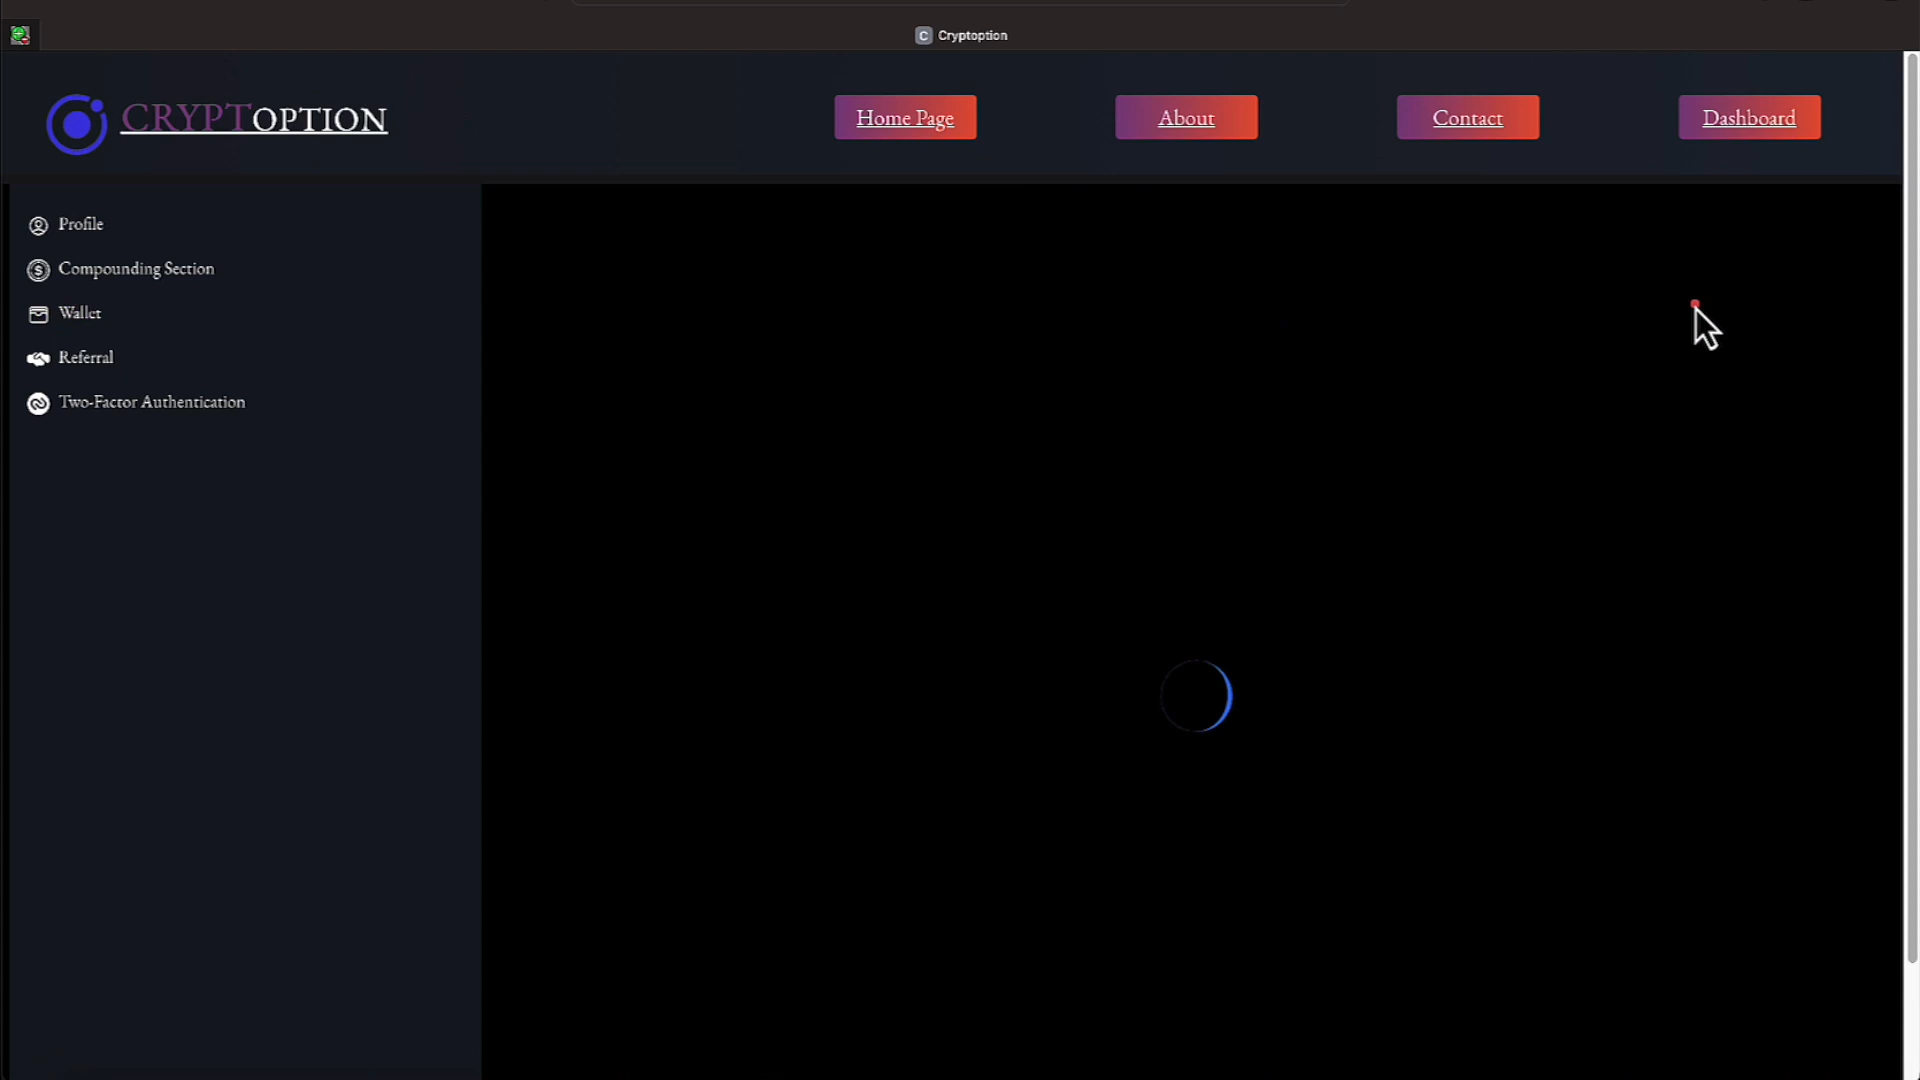 C Cryptoption
CRYPTOPTION
Home Page
About
Contact
Dashboard
Profile
Compounding Section
Wallet
Referral
Two-Factor Authentication